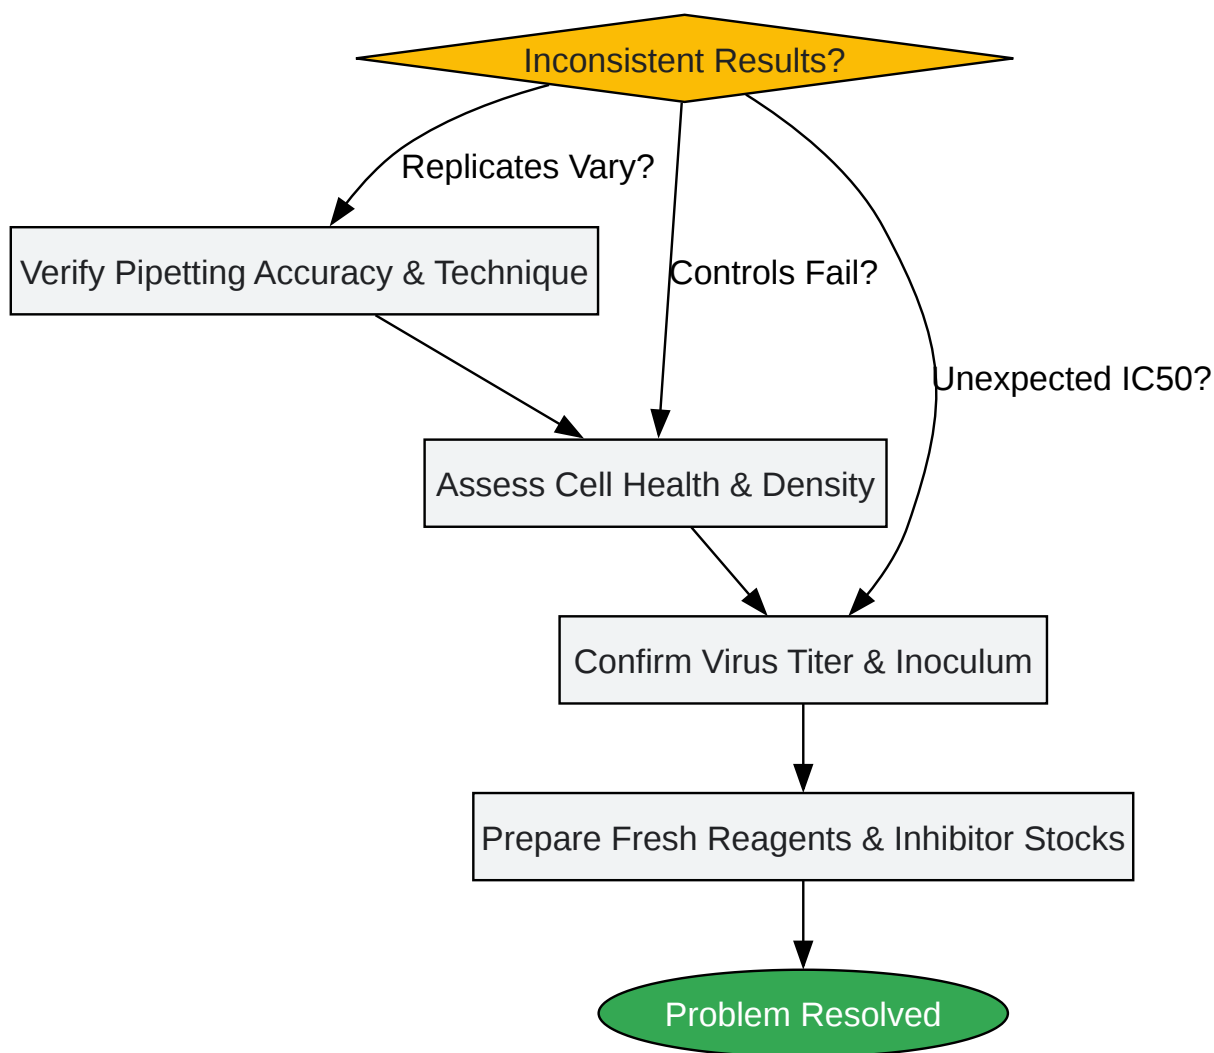 Inconsistent Results?
Replicates Vary?
Verify Pipetting Accuracy & Technique
Controls Fail?
Unexpected IC50?
Assess Cell Health & Density
Confirm Virus Titer & Inoculum
Prepare Fresh Reagents & Inhibitor Stocks
Problem Resolved